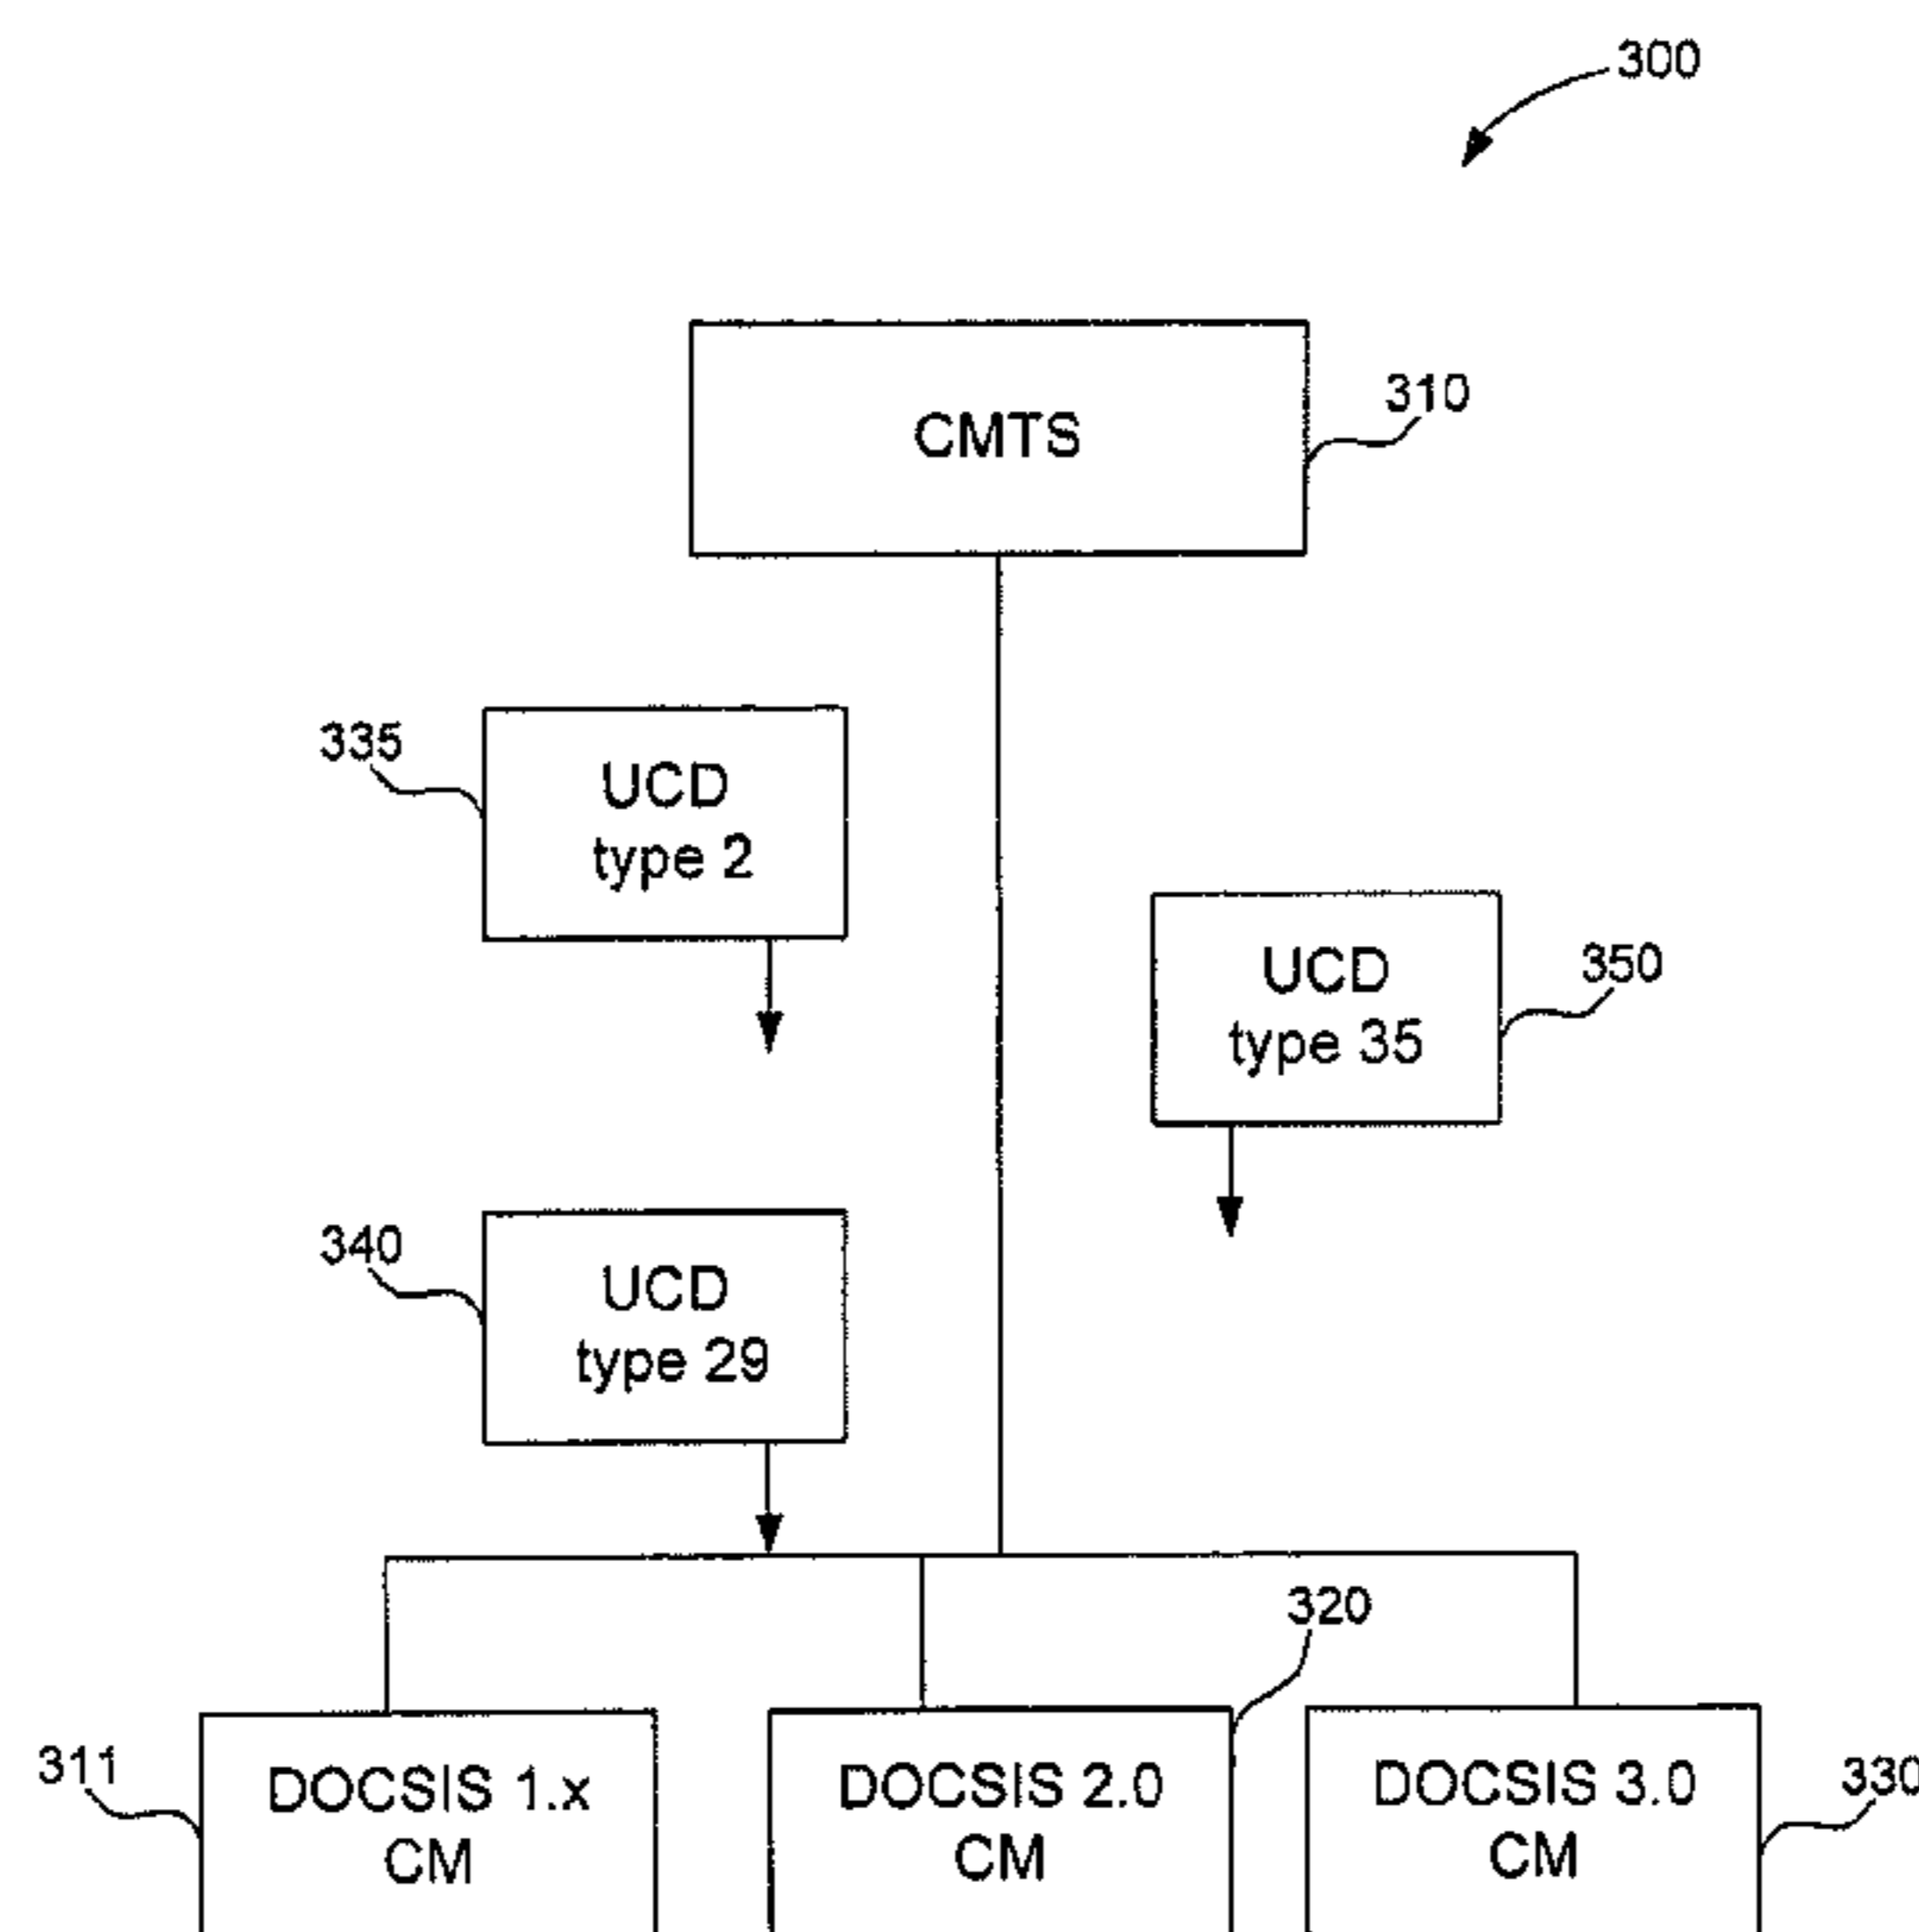 300
CMTS
310
335
UCD
type 2
UCD
type 35
350
340
UCD
type 29
320
311
DOCSIS 1.x
CM
DOCSIS 2.0
CM
DOCSIS 3.0
CM
330